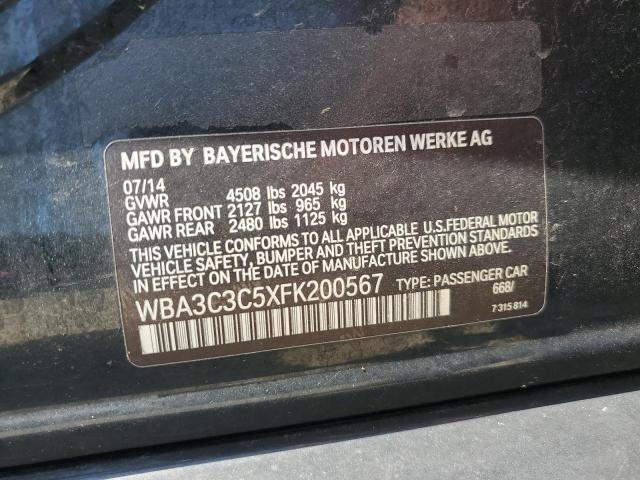 MFD BY BAYERISCHE MOTOREN WERKE AG
07/14
GVWR 4508 lbs 2045 kg
GAWR FRONT 2127 lbs 965 kg
GAWR REAR 2480 lbs 1125 kg
THIS VEHICLE CONFORMS TO ALL APPLICABLE U.S.FEDERAL MOTOR
VEHICLE SAFETY, BUMPER AND THEFT PREVENTION STANDARDS
IN EFFECT ON THE DATE OF MANUFACTURE SHOWN ABOVE.
WBA3C3C5XFK200567 TYPE: PASSENGER CAR
668/
7 315 814